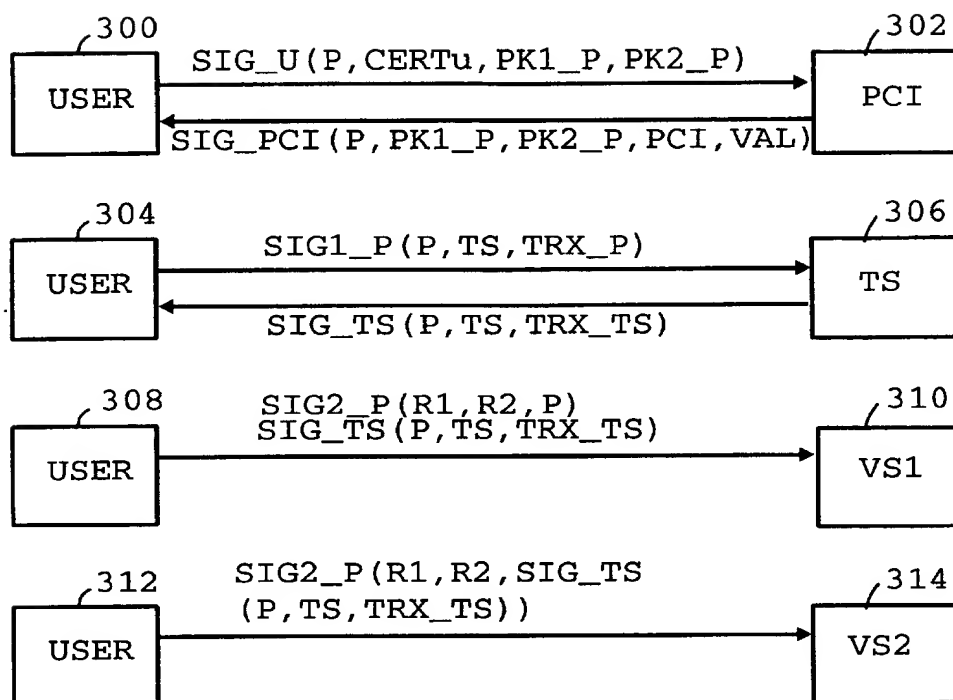 300
302
SIG_U(P,CERTu,PK1_P,PK2_P)
USER
PCI
SIG_PCI(P,PK1_P,PK2_P,PCI,VAL)
304
306
SIG1_P(P,TS,TRX_P)
USER
TS
SIG_TS(P,TS,TRX_TS)
308
310
SIG2_P(R1,R2,P)
SIG_TS(P,TS,TRX_TS)
USER
VS1
312
314
SIG2_P(R1,R2,SIG_TS
(P,TS,TRX_TS))
USER
VS2